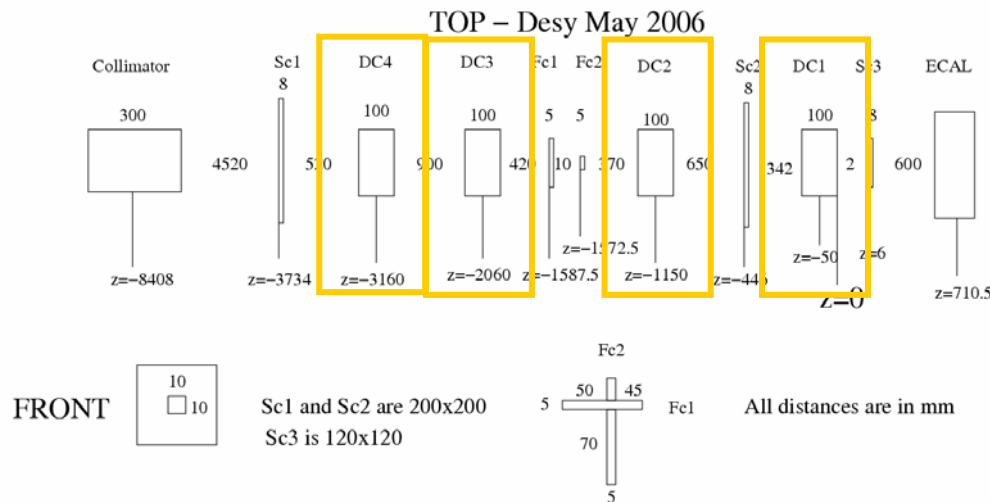 TOP – Desy May 2006
Collimator Sc1 DC4 DC3 Fc1 Fc2 DC2 Sc2 DC1 Sc3 ECAL
8 8
300 100 100 5 5 100 100 8
4520 520 900 420 10 370 650 342 2 600
z=−1572.5 z=−50 z=6
z=−8408 z=−3734 z=−3160 z=−2060 z=−1587.5 z=−1150 z=−446 z=710.5
z=0
Fc2
10 50 45
FRONT 10 Sc1 and Sc2 are 200x200 5 Fc1 All distances are in mm
Sc3 is 120x120 70
5